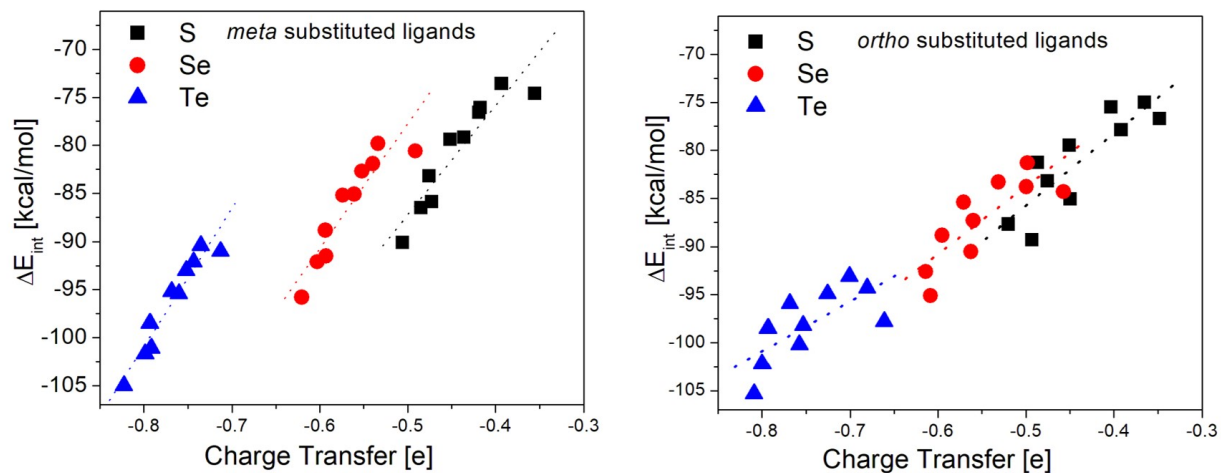 S meta substituted ligands
Se
Te
-70
-75
-80
-85
-90
-95
-100
-105
ΔE_int [kcal/mol]
-0.8 -0.7 -0.6 -0.5 -0.4 -0.3
Charge Transfer [e]
S ortho substituted ligands
Se
Te
-70
-75
-80
-85
-90
-95
-100
-105
ΔE_int [kcal/mol]
-0.8 -0.7 -0.6 -0.5 -0.4 -0.3
Charge Transfer [e]